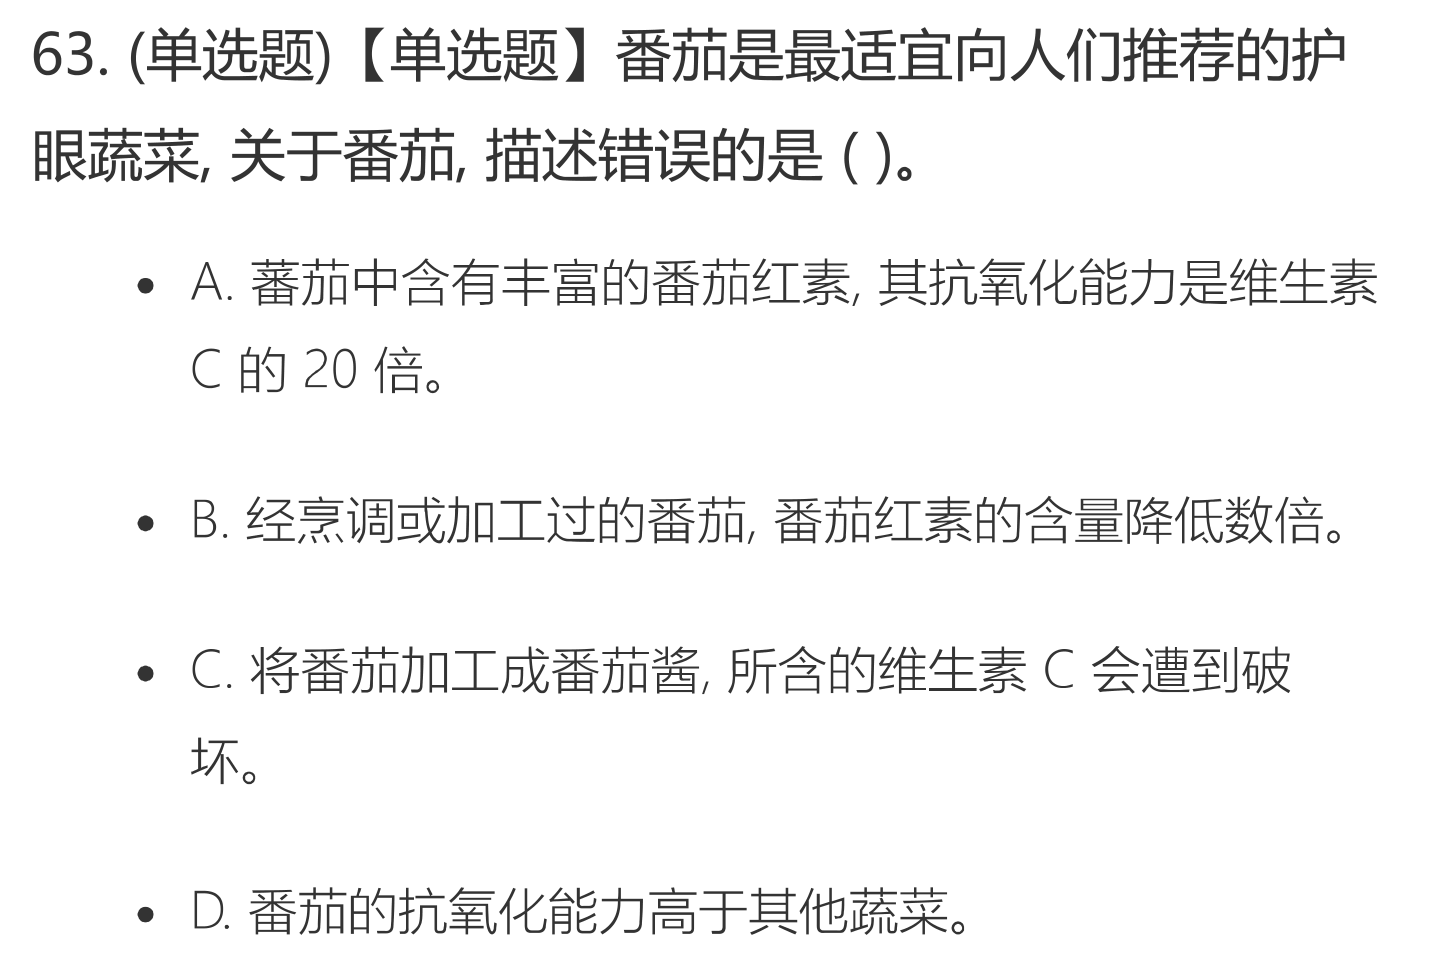 63. (单选题)【单选题】番茄是最适宜向人们推荐的护
眼蔬菜, 关于番茄, 描述错误的是 ( )。
• A. 蕃茄中含有丰富的番茄红素, 其抗氧化能力是维生素
C 的 20 倍。
• B. 经烹调或加工过的番茄, 番茄红素的含量降低数倍。
• C. 将番茄加工成番茄酱, 所含的维生素 C 会遭到破
坏。
• D. 番茄的抗氧化能力高于其他蔬菜。